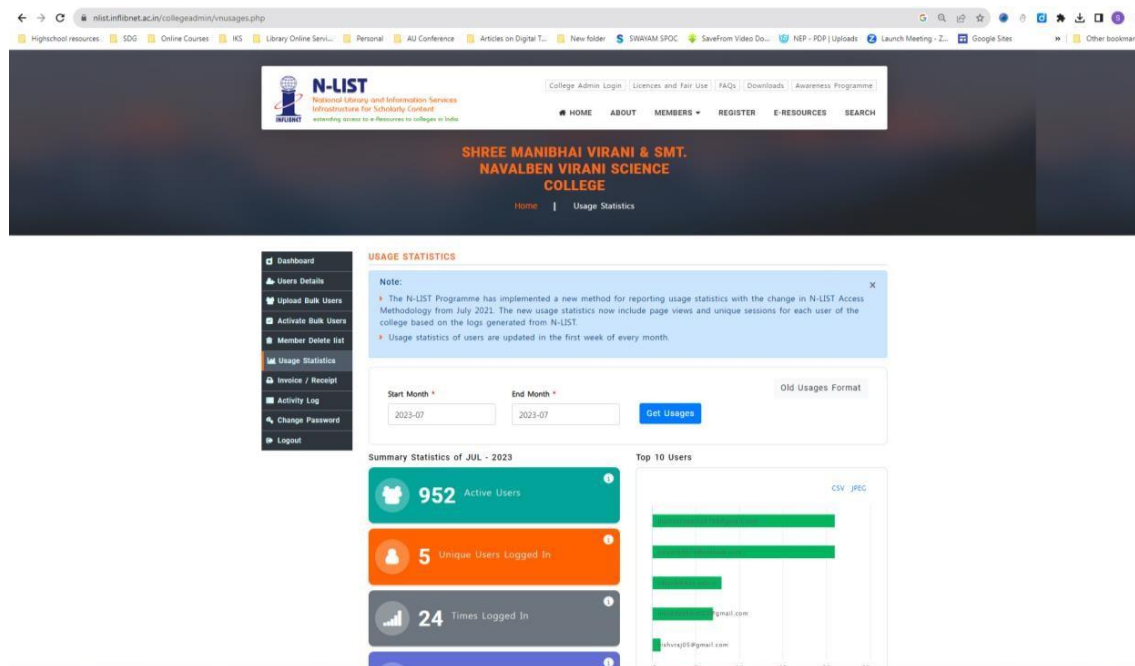 nlist.inflibnet.ac.in/collegeadmin/vnusages.php
Highschool resources SDG Online Courses IKS Library Online Servi... Personal AU Conference Articles on Digital T... New folder SWAYAM SPOC SaveFrom Video Do... NEP - PDP | Uploads Launch Meeting - Z... Google Sites » Other bookmar
N-LIST
National Library and Information Services
Infrastructure for Scholarly Content
extending access to e-Resources to colleges in India
INFLIBNET
College Admin Login Licences and Fair Use FAQs Downloads Awareness Programme
HOME ABOUT MEMBERS REGISTER E-RESOURCES SEARCH
SHREE MANIBHAI VIRANI & SMT.
NAVALBEN VIRANI SCIENCE
COLLEGE
Home | Usage Statistics
Dashboard
Users Details
Upload Bulk Users
Activate Bulk Users
Member Delete list
Usage Statistics
Invoice / Receipt
Activity Log
Change Password
Logout
USAGE STATISTICS
Note:
x
The N-LIST Programme has implemented a new method for reporting usage statistics with the change in N-LIST Access
Methodology from July 2021. The new usage statistics now include page views and unique sessions for each user of the
college based on the logs generated from N-LIST.
Usage statistics of users are updated in the first week of every month.
Old Usages Format
Start Month * End Month *
2023-07 2023-07 Get Usages
Summary Statistics of JUL - 2023
952 Active Users
5 Unique Users Logged In
24 Times Logged In
Top 10 Users
CSV JPEG
@gmail.com